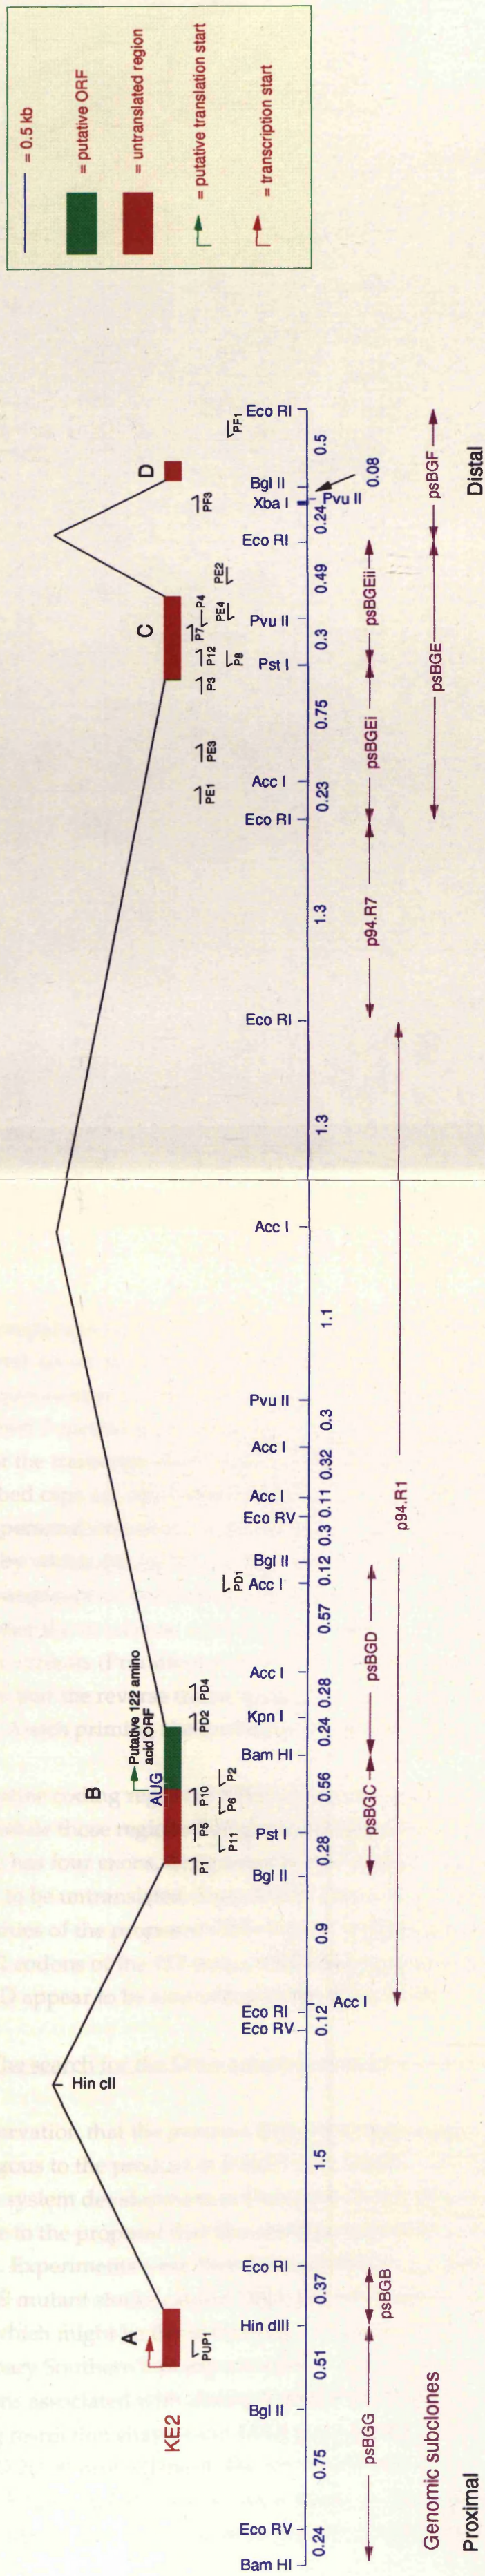 = 0.5 kb
= putative ORF
= untranslated region
= putative translation start
= transcription start
KE2
A
B
C
D
Hin cII
AUG
Putative 122 amino
acid ORF
PUP1
P1
P11
P5
P6
P10
P2
PD2
PD4
PD1
PE1
PE3
P3
P12
P8
P7
P4
PE4
PE2
PF3
PF1
Bam HI
Eco RV
Bgl II
Hin dIII
Eco RI
Eco RV
Eco RI
Acc I
Bgl II
Pst I
Bam HI
Kpn I
Acc I
Acc I
Bgl II
Eco RV
Acc I
Acc I
Pvu II
Acc I
Eco RI
Eco RI
Acc I
Pst I
Pvu II
Eco RI
Xba I
Pvu II
Bgl II
Eco RI
0.24
0.75
0.51
0.37
1.5
0.12
0.9
0.28
0.56
0.24
0.28
0.57
0.12
0.3
0.11
0.32
0.3
1.1
1.3
1.3
0.23
0.75
0.3
0.49
0.24
0.08
0.5
psBGG
psBGB
psBGC
psBGD
p94.R1
p94.R7
psBGEi
psBGEii
psBGE
psBGF
Genomic subclones
Proximal
Distal